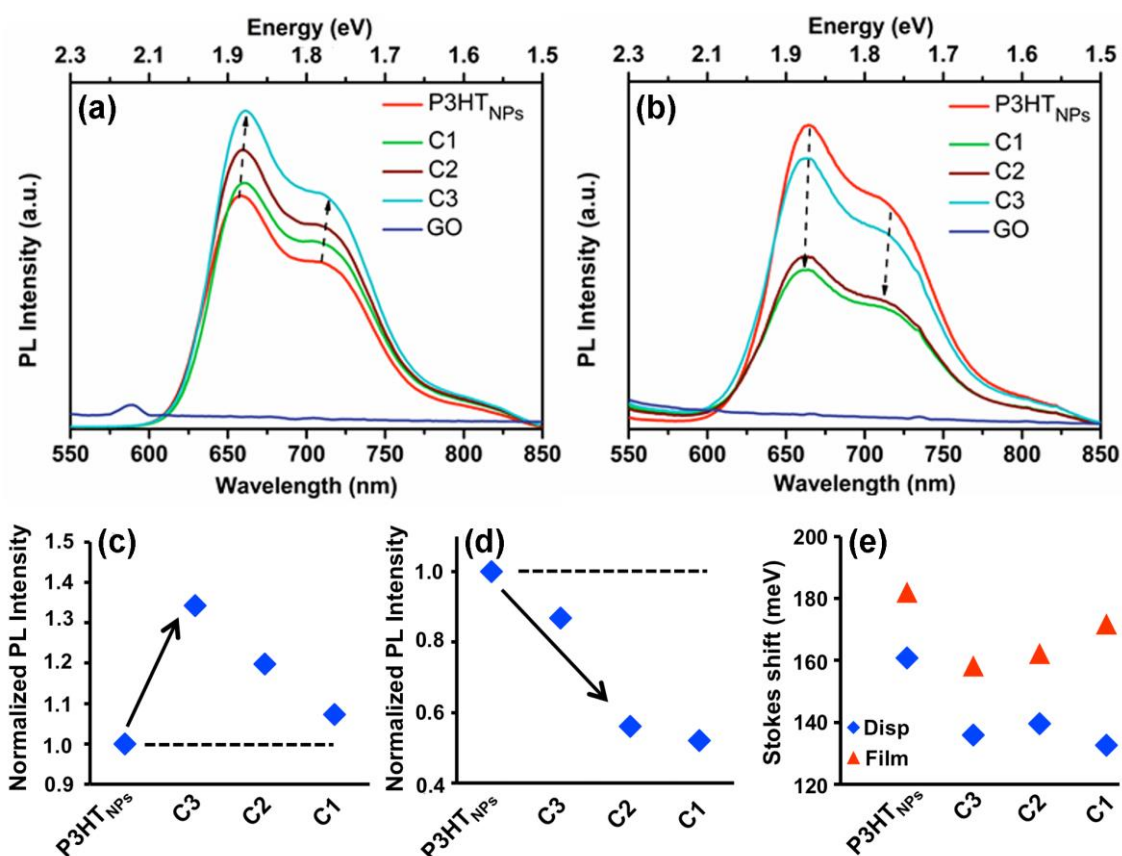 Energy (eV)
2.3 2.1 1.9 1.8 1.7 1.6 1.5
(a)
P3HTNPs
C1
C2
C3
GO
PL Intensity (a.u.)
550 600 650 700 750 800 850
Wavelength (nm)
Energy (eV)
2.3 2.1 1.9 1.8 1.7 1.6 1.5
(b)
P3HTNPs
C1
C2
C3
GO
PL Intensity (a.u.)
550 600 650 700 750 800 850
Wavelength (nm)
(c)
Normalized PL Intensity
1.5
1.4
1.3
1.2
1.1
1.0
0.9
P3HTNPs C3 C2 C1
(d)
Normalized PL Intensity
1.0
0.8
0.6
0.4
P3HTNPs C3 C2 C1
(e)
Stokes shift (meV)
200
180
160
140
120
Disp
Film
P3HTNPs C3 C2 C1